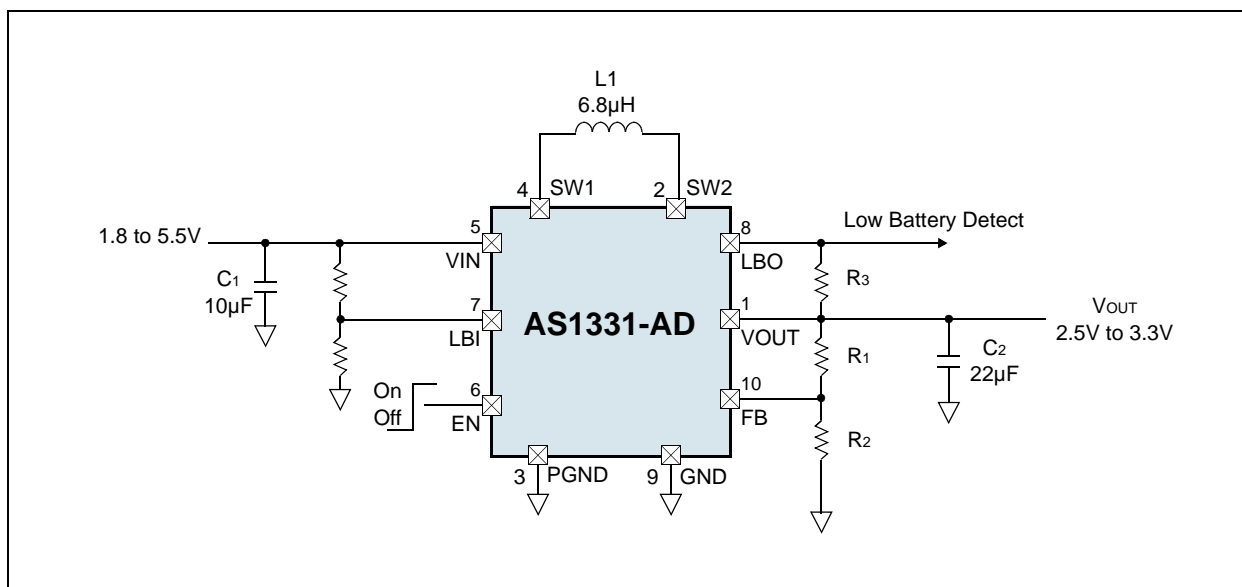 L1
6.8µH
4 SW1
2 SW2
1.8 to 5.5V
5
VIN
8
LBO
Low Battery Detect
C1
10µF
R3
7
LBI
AS1331-AD
1
VOUT
VOUT
2.5V to 3.3V
R1
C2
22µF
On
Off
6
EN
10
FB
R2
3 PGND
9 GND